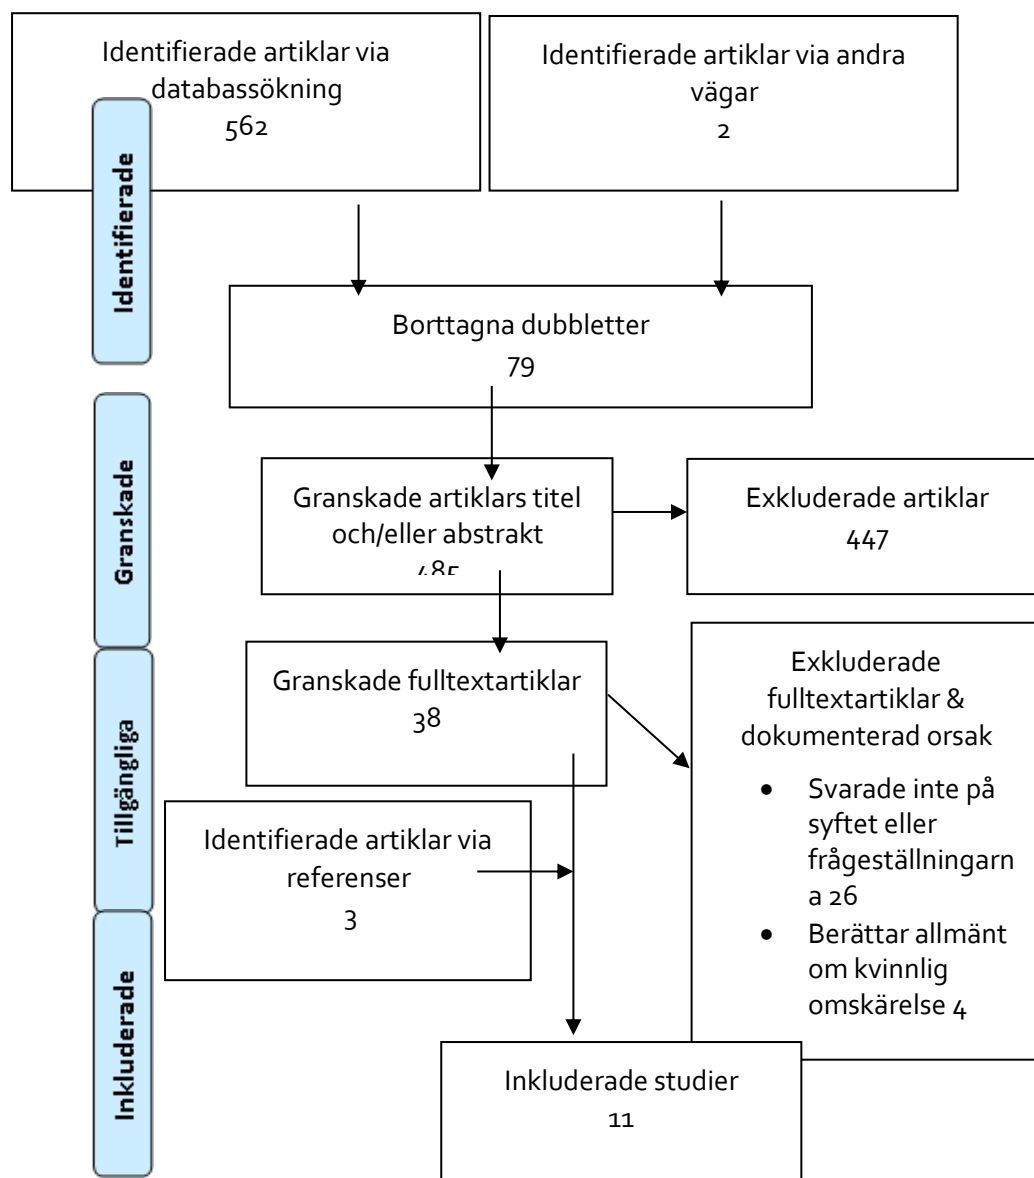 Identifierade artiklar via
databassökning
562
Identifierade artiklar via andra
vägar
2
Identifierade
Borttagna dubbletter
79
Granskade
Granskade artiklars titel
och/eller abstrakt
485
Exkluderade artiklar
447
Tillgängliga
Granskade fulltextartiklar
38
Exkluderade
fulltextartiklar &
dokumenterad orsak
• Svarade inte på
syftet eller
frågeställningarn
a 26
• Berättar allmänt
om kvinnlig
omskärelse 4
Identifierade artiklar via
referenser
3
Inkluderade
Inkluderade studier
11